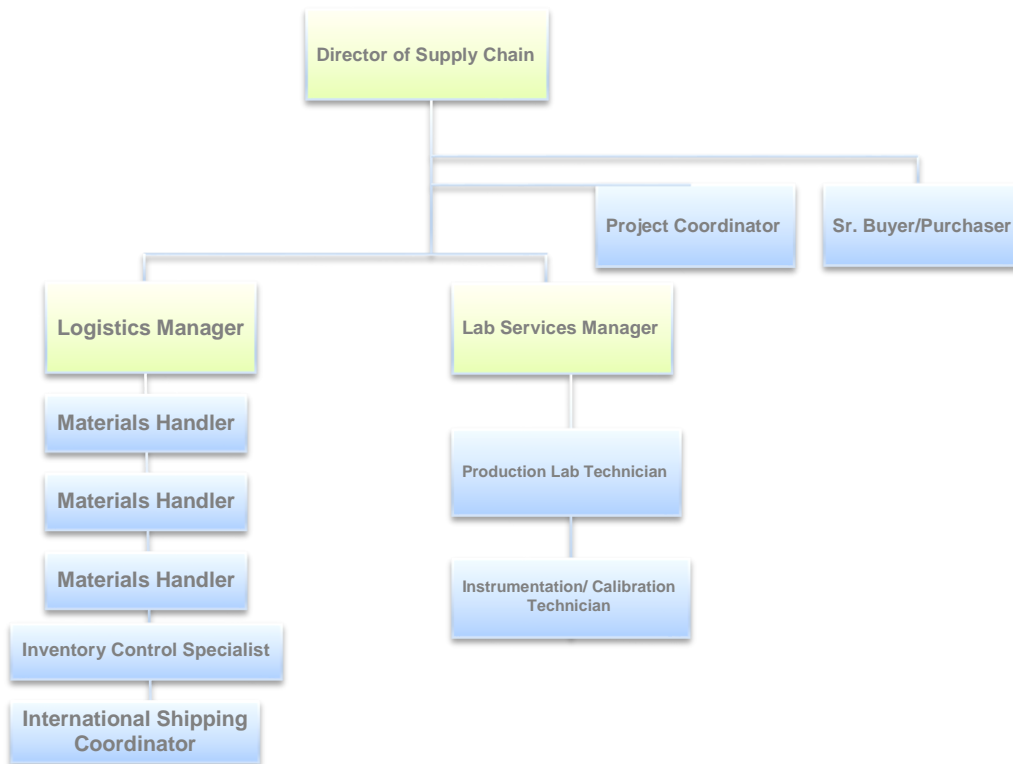 Director of Supply Chain
Project Coordinator
Sr. Buyer/Purchaser
Logistics Manager
Lab Services Manager
Materials Handler
Production Lab Technician
Materials Handler
Materials Handler
Instrumentation/ Calibration
Technician
Inventory Control Specialist
International Shipping
Coordinator